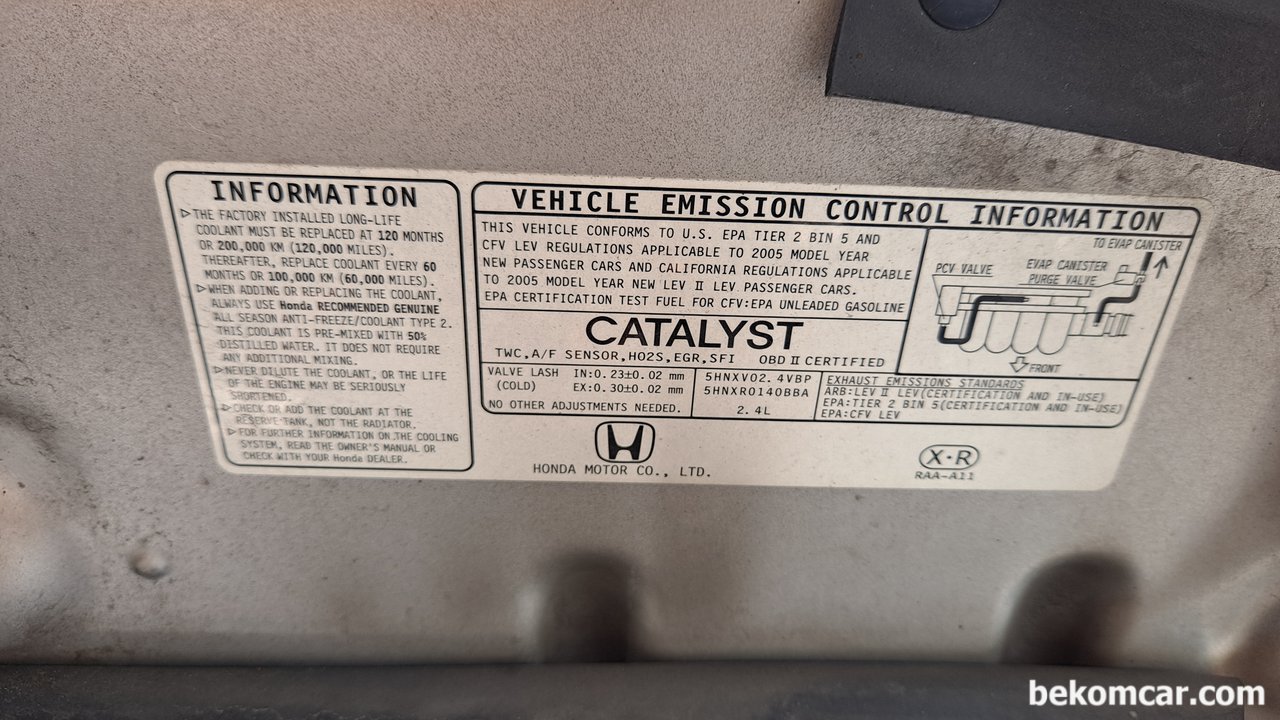 INFORMATION
▷THE FACTORY INSTALLED LONG-LIFE
COOLANT MUST BE REPLACED AT 120 MONTHS
OR 200,000 KM (120,000 MILES).
THEREAFTER, REPLACE COOLANT EVERY 60
MONTHS OR 100,000 KM (60,000 MILES).
▷WHEN ADDING OR REPLACING THE COOLANT,
ALWAYS USE Honda RECOMMENDED GENUINE
ALL SEASON ANTI-FREEZE/COOLANT TYPE 2.
THIS COOLANT IS PRE-MIXED WITH 50%
DISTILLED WATER. IT DOES NOT REQUIRE
ANY ADDITIONAL MIXING.
▷NEVER DILUTE THE COOLANT, OR THE LIFE
OF THE ENGINE MAY BE SERIOUSLY
SHORTENED.
▷CHECK OR ADD THE COOLANT AT THE
RESERVE TANK, NOT THE RADIATOR.
▷FOR FURTHER INFORMATION ON THE COOLING
SYSTEM, READ THE OWNER'S MANUAL OR
CHECK WITH YOUR Honda DEALER.
VEHICLE EMISSION CONTROL INFORMATION
THIS VEHICLE CONFORMS TO U.S. EPA TIER 2 BIN 5 AND
CFV LEV REGULATIONS APPLICABLE TO 2005 MODEL YEAR
NEW PASSENGER CARS AND CALIFORNIA REGULATIONS APPLICABLE
TO 2005 MODEL YEAR NEW LEV II LEV PASSENGER CARS.
EPA CERTIFICATION TEST FUEL FOR CFV:EPA UNLEADED GASOLINE
CATALYST
TWC,A/F SENSOR,HO2S,EGR,SFI OBD II CERTIFIED
TO EVAP CANISTER
PCV VALVE
EVAP CANISTER
PURGE VALVE
FRONT
VALVE LASH IN:0.23±0.02 mm
(COLD) EX:0.30±0.02 mm
NO OTHER ADJUSTMENTS NEEDED.
5HNXV02.4VBP
5HNXR0140BBA
2.4L
EXHAUST EMISSIONS STANDARDS
ARB:LEV II LEV(CERTIFICATION AND IN-USE)
EPA:TIER 2 BIN 5(CERTIFICATION AND IN-USE)
EPA:CFV LEV
HONDA MOTOR CO., LTD.
X·R
RAA-A11
bekomcar.com